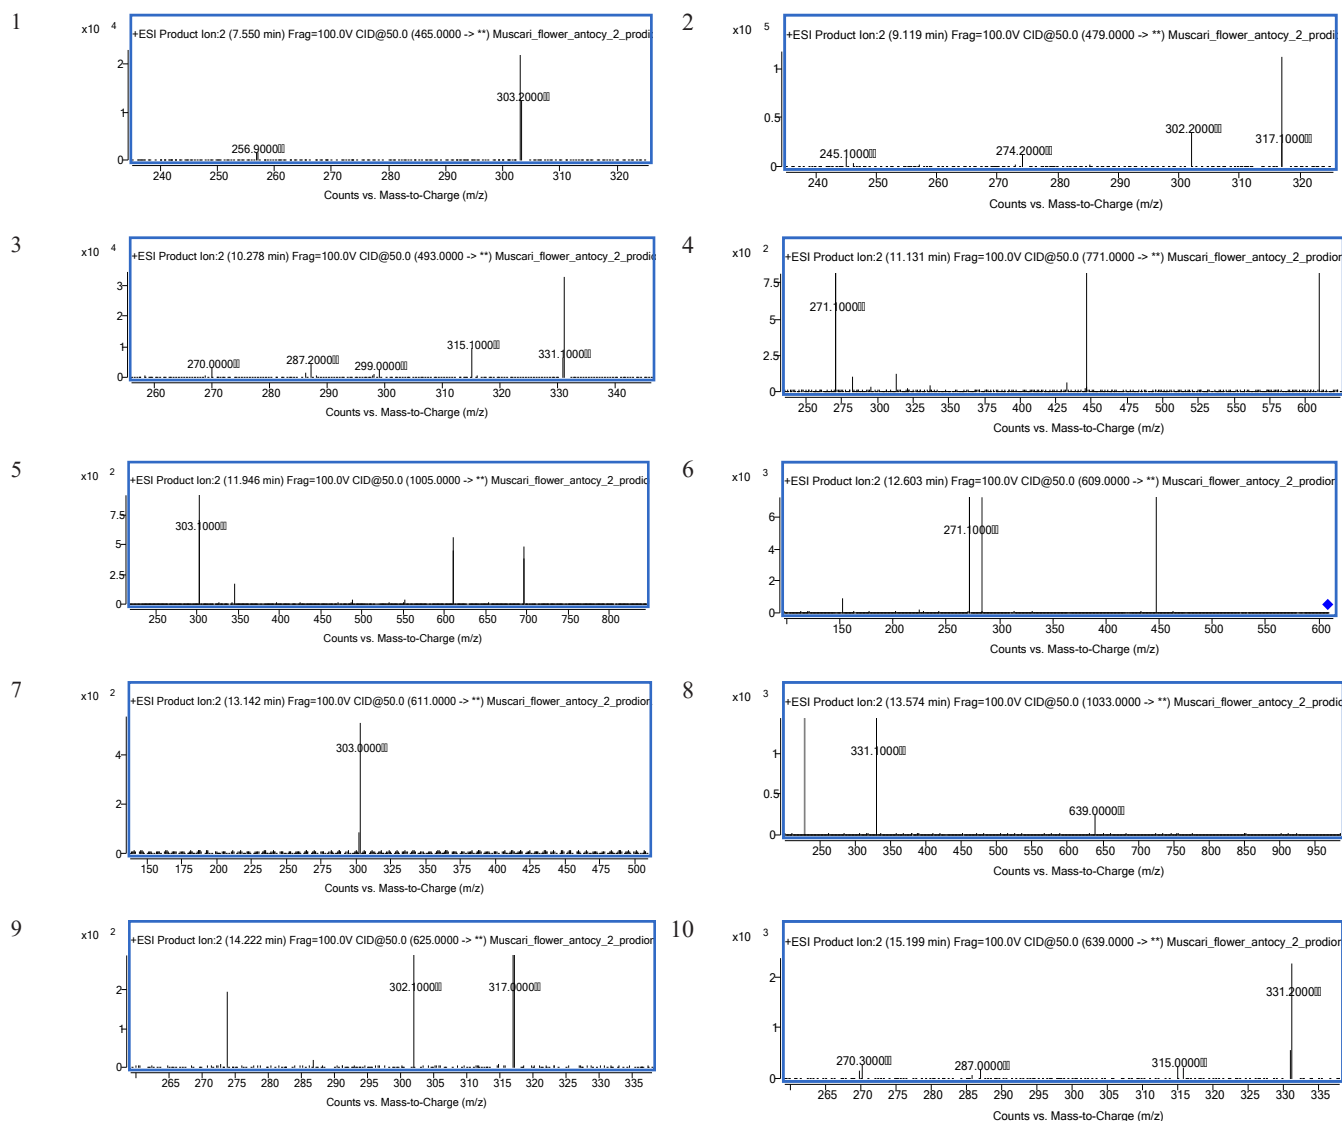 1
x10 4
+ESI Product Ion:2 (7.550 min) Frag=100.0V CID@50.0 (465.0000 -> **) Muscari_flower_antocy_2_prodi
2
1
0
303.2000
256.9000
240 250 260 270 280 290 300 310 320
Counts vs. Mass-to-Charge (m/z)
2
x10 5
+ESI Product Ion:2 (9.119 min) Frag=100.0V CID@50.0 (479.0000 -> **) Muscari_flower_antocy_2_prodi
1
0.5
0
302.2000
317.1000
274.2000
245.1000
240 250 260 270 280 290 300 310 320
Counts vs. Mass-to-Charge (m/z)
3
x10 4
+ESI Product Ion:2 (10.278 min) Frag=100.0V CID@50.0 (493.0000 -> **) Muscari_flower_antocy_2_prodic
3
2
1
0
315.1000
331.1000
287.2000
270.0000
299.0000
260 270 280 290 300 310 320 330 340
Counts vs. Mass-to-Charge (m/z)
4
x10 2
+ESI Product Ion:2 (11.131 min) Frag=100.0V CID@50.0 (771.0000 -> **) Muscari_flower_antocy_2_prodior
7.5
5
2.5
0
271.1000
250 275 300 325 350 375 400 425 450 475 500 525 550 575 600
Counts vs. Mass-to-Charge (m/z)
5
x10 2
+ESI Product Ion:2 (11.946 min) Frag=100.0V CID@50.0 (1005.0000 -> **) Muscari_flower_antocy_2_prodic
7.5
5
2.5
0
303.1000
250 300 350 400 450 500 550 600 650 700 750 800
Counts vs. Mass-to-Charge (m/z)
6
x10 3
+ESI Product Ion:2 (12.603 min) Frag=100.0V CID@50.0 (609.0000 -> **) Muscari_flower_antocy_2_prodior
6
4
2
0
271.1000
150 200 250 300 350 400 450 500 550 600
Counts vs. Mass-to-Charge (m/z)
7
x10 2
+ESI Product Ion:2 (13.142 min) Frag=100.0V CID@50.0 (611.0000 -> **) Muscari_flower_antocy_2_prodior
4
2
0
303.0000
150 175 200 225 250 275 300 325 350 375 400 425 450 475 500
Counts vs. Mass-to-Charge (m/z)
8
x10 3
+ESI Product Ion:2 (13.574 min) Frag=100.0V CID@50.0 (1033.0000 -> **) Muscari_flower_antocy_2_prodic
1
0.5
0
331.1000
639.0000
250 300 350 400 450 500 550 600 650 700 750 800 850 900 950
Counts vs. Mass-to-Charge (m/z)
9
x10 2
+ESI Product Ion:2 (14.222 min) Frag=100.0V CID@50.0 (625.0000 -> **) Muscari_flower_antocy_2_prodior
2
1
0
302.1000
317.0000
265 270 275 280 285 290 295 300 305 310 315 320 325 330 335
Counts vs. Mass-to-Charge (m/z)
10
x10 3
+ESI Product Ion:2 (15.199 min) Frag=100.0V CID@50.0 (639.0000 -> **) Muscari_flower_antocy_2_prodior
2
1
0
331.2000
270.3000
287.0000
315.0000
265 270 275 280 285 290 295 300 305 310 315 320 325 330 335
Counts vs. Mass-to-Charge (m/z)